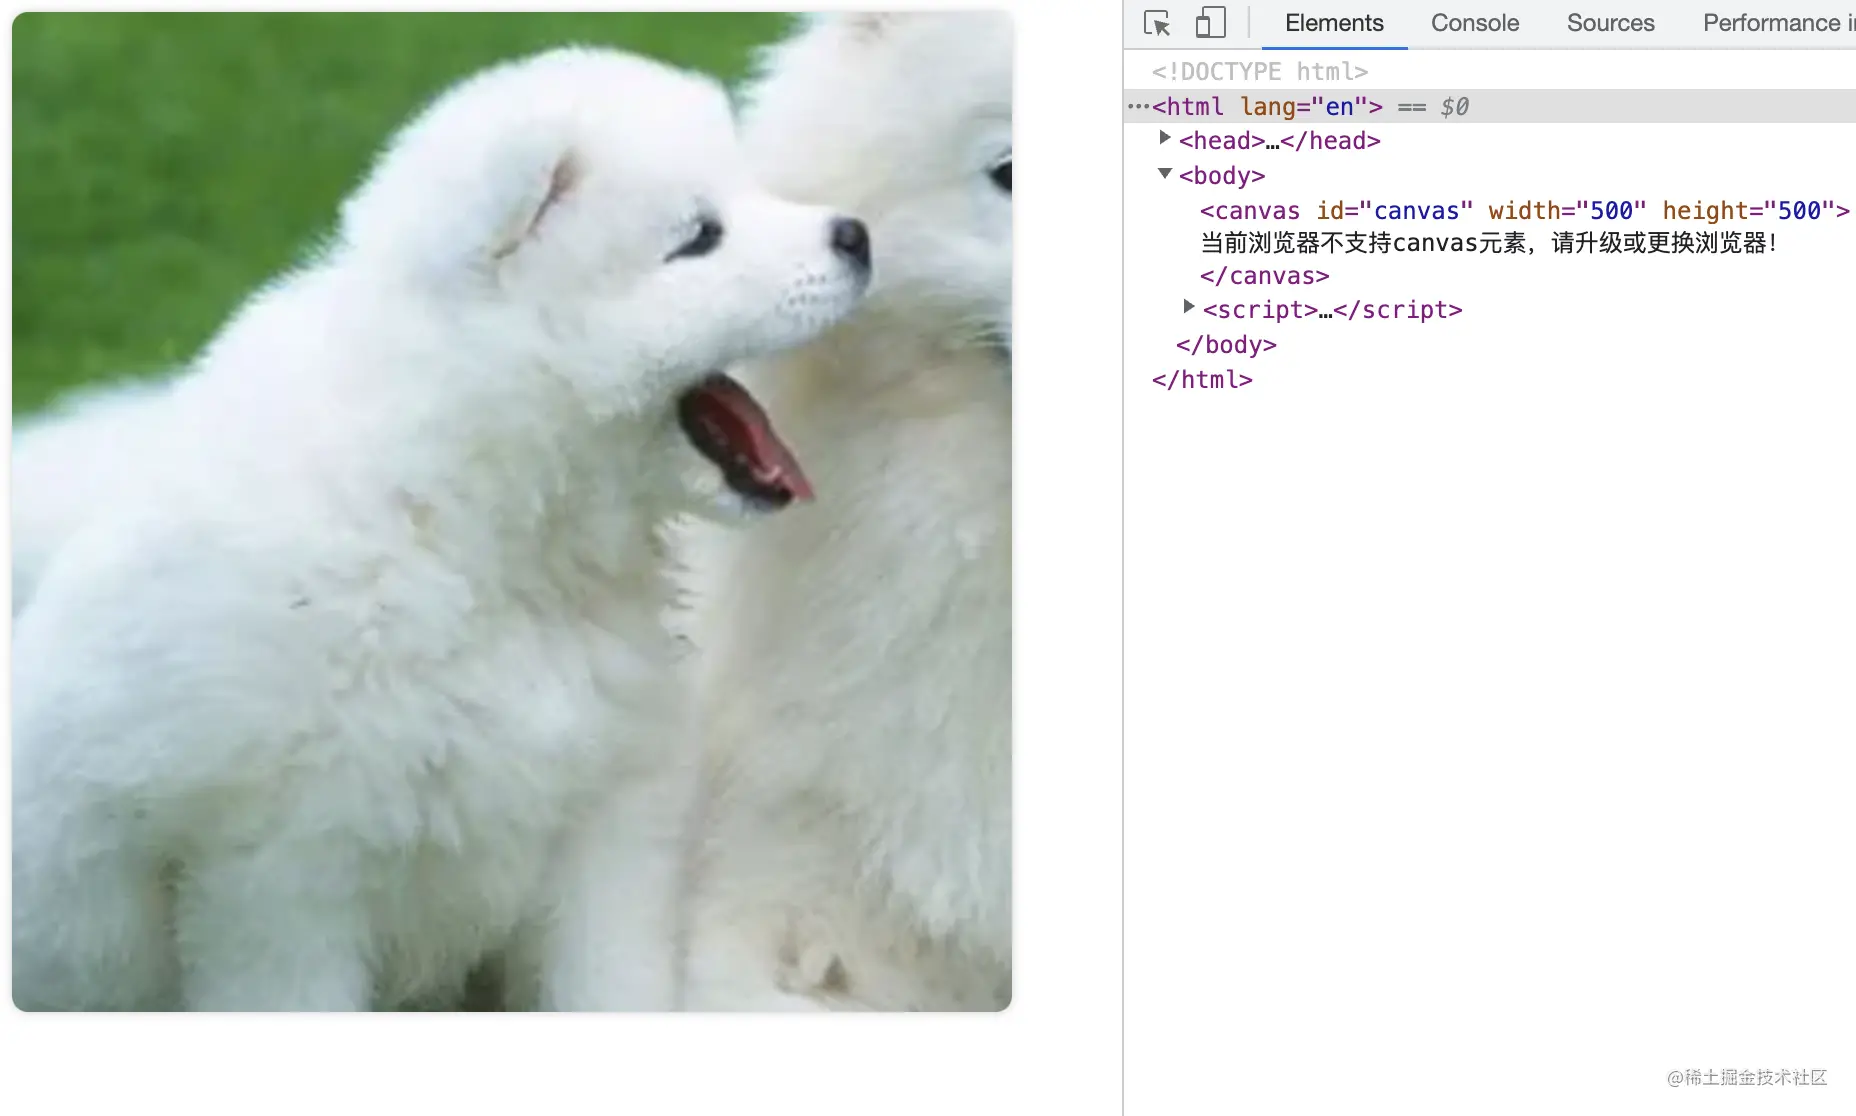 Elements Console Sources Performance in
<!DOCTYPE html>
…<html lang="en"> == $0
<head>…</head>
<body>
<canvas id="canvas" width="500" height="500">
当前浏览器不支持canvas元素，请升级或更换浏览器！
</canvas>
<script>…</script>
</body>
</html>
@稀土掘金技术社区